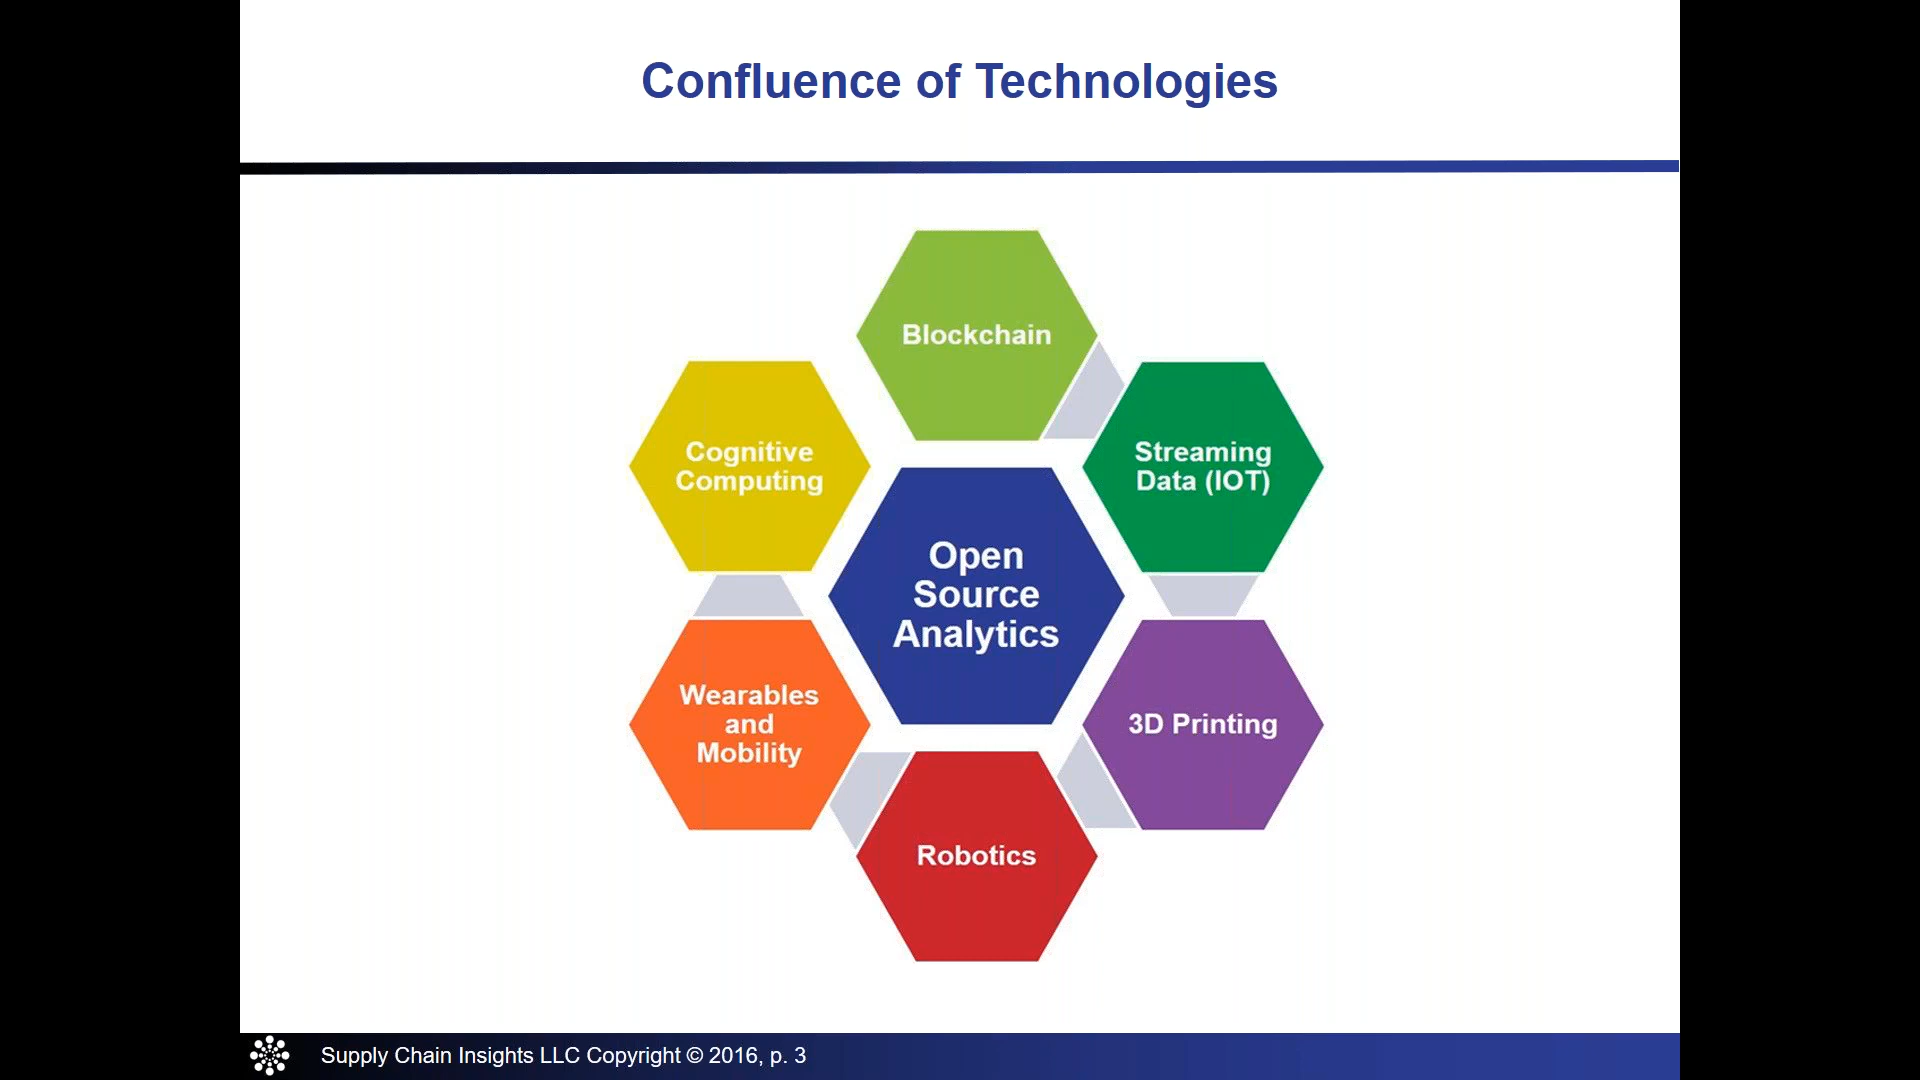 Confluence of Technologies
Blockchain
Streaming
Data (IOT)
3D Printing
Robotics
Wearables
and
Mobility
Cognitive
Computing
Open
Source
Analytics
Supply Chain Insights LLC Copyright © 2016, p. 3